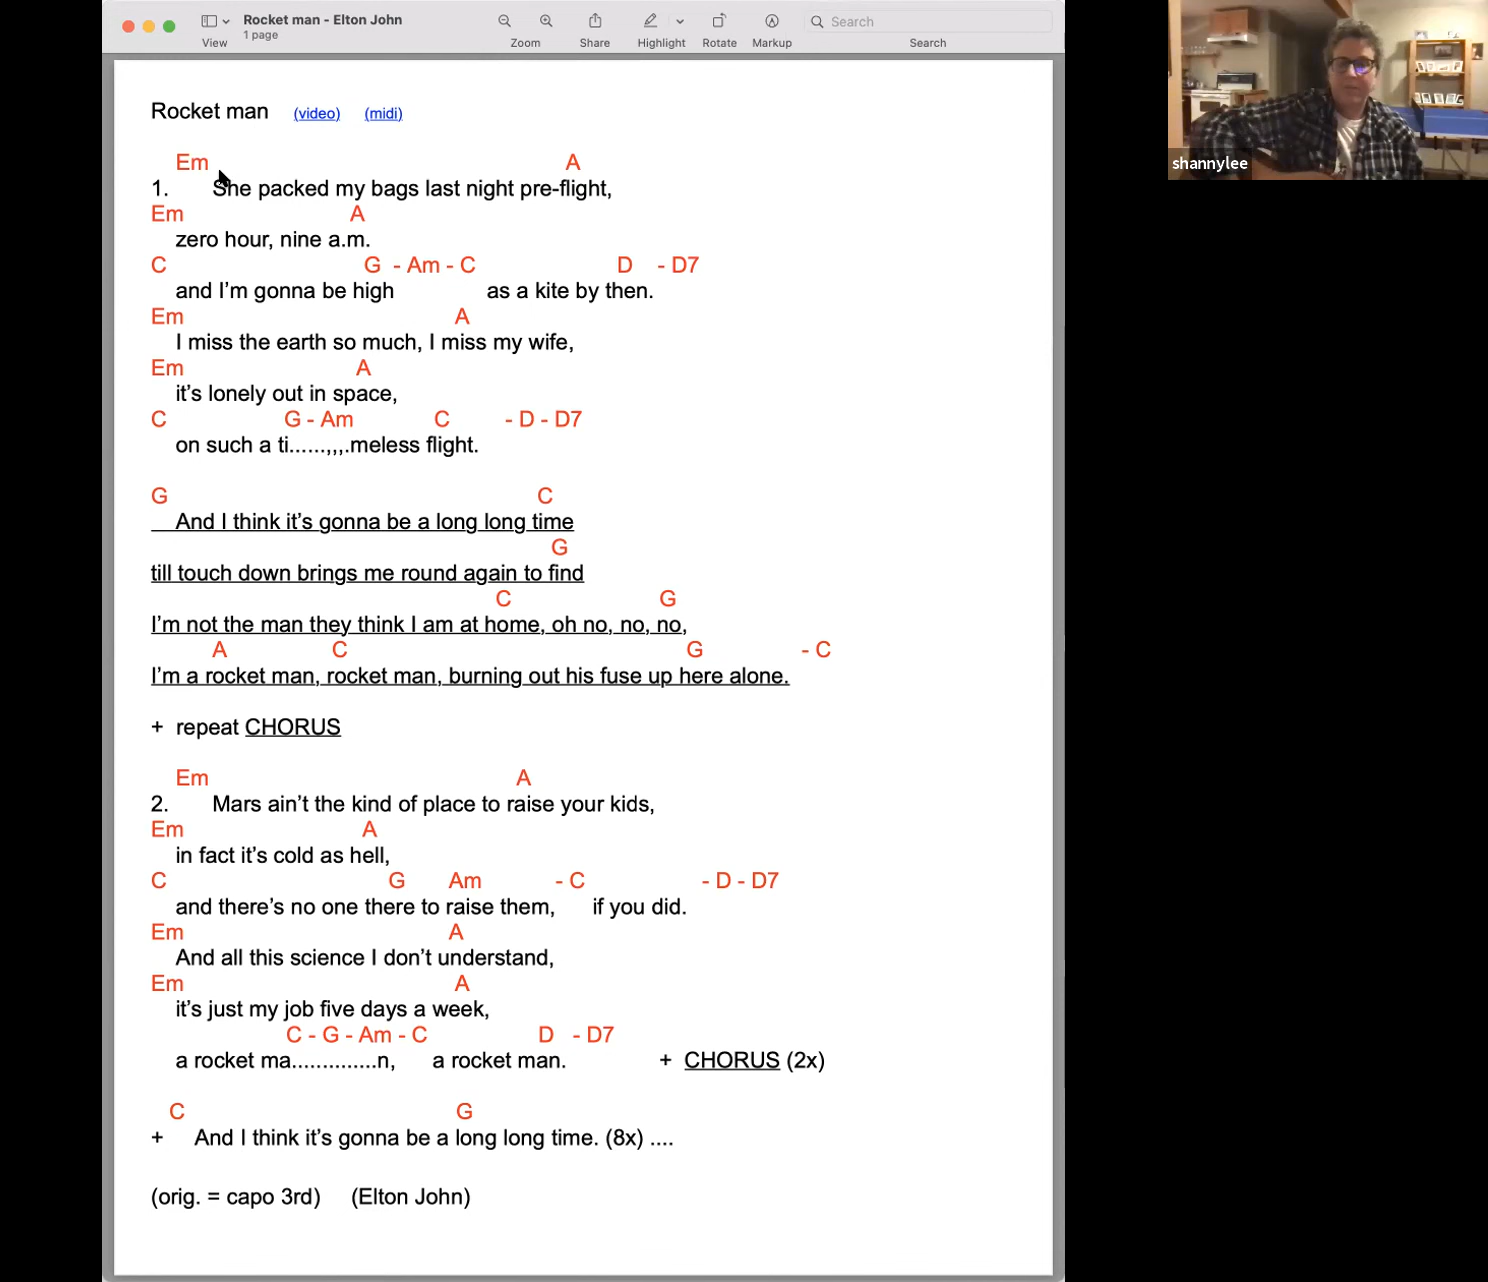 Rocket man - Elton John
1 page
View
Zoom
Share
Highlight
Rotate
Markup
Search
Search
Rocket man (video) (midi)
Em A
1. She packed my bags last night pre-flight,
Em A
zero hour, nine a.m.
C G - Am - C D - D7
and I’m gonna be high as a kite by then.
Em A
I miss the earth so much, I miss my wife,
Em A
it’s lonely out in space,
C G - Am C - D - D7
on such a ti......,,,.meless flight.
G C
And I think it’s gonna be a long long time
G
till touch down brings me round again to find
C G
I’m not the man they think I am at home, oh no, no, no,
A C G - C
I’m a rocket man, rocket man, burning out his fuse up here alone.
+ repeat CHORUS
Em A
2. Mars ain’t the kind of place to raise your kids,
Em A
in fact it’s cold as hell,
C G Am - C - D - D7
and there’s no one there to raise them, if you did.
Em A
And all this science I don’t understand,
Em A
it’s just my job five days a week,
C - G - Am - C D - D7
a rocket ma..............n, a rocket man. + CHORUS (2x)
C G
+ And I think it’s gonna be a long long time. (8x) ....
(orig. = capo 3rd) (Elton John)
shannylee